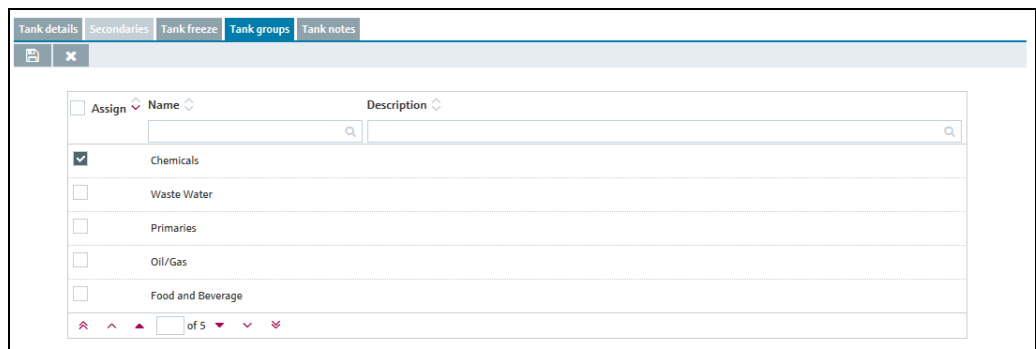 Tank details Secondaries Tank freeze Tank groups Tank notes
Assign Name Description
Chemicals
Waste Water
Primaries
Oil/Gas
Food and Beverage
of 5